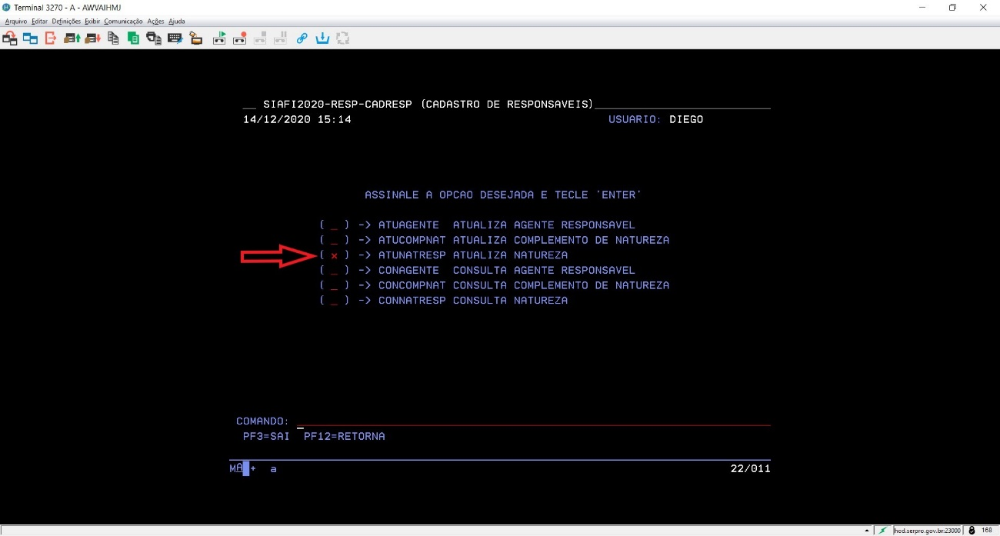 Terminal 3270 - A - AWVAIHMJ
Arquivo Editar Definições Exibir Comunicação Ações Ajuda
__ SIAFI2020-RESP-CADRESP (CADASTRO DE RESPONSAVEIS)__________________________
14/12/2020 15:14 USUARIO: DIEGO
ASSINALE A OPCAO DESEJADA E TECLE 'ENTER'
( _ ) -> ATUAGENTE ATUALIZA AGENTE RESPONSAVEL
( _ ) -> ATUCOMPNAT ATUALIZA COMPLEMENTO DE NATUREZA
( x ) -> ATUNATRESP ATUALIZA NATUREZA
( _ ) -> CONAGENTE CONSULTA AGENTE RESPONSAVEL
( _ ) -> CONCOMPNAT CONSULTA COMPLEMENTO DE NATUREZA
( _ ) -> CONNATRESP CONSULTA NATUREZA
COMANDO:
PF3=SAI PF12=RETORNA
MA + a 22/011
hod.serpro.gov.br:23000 168